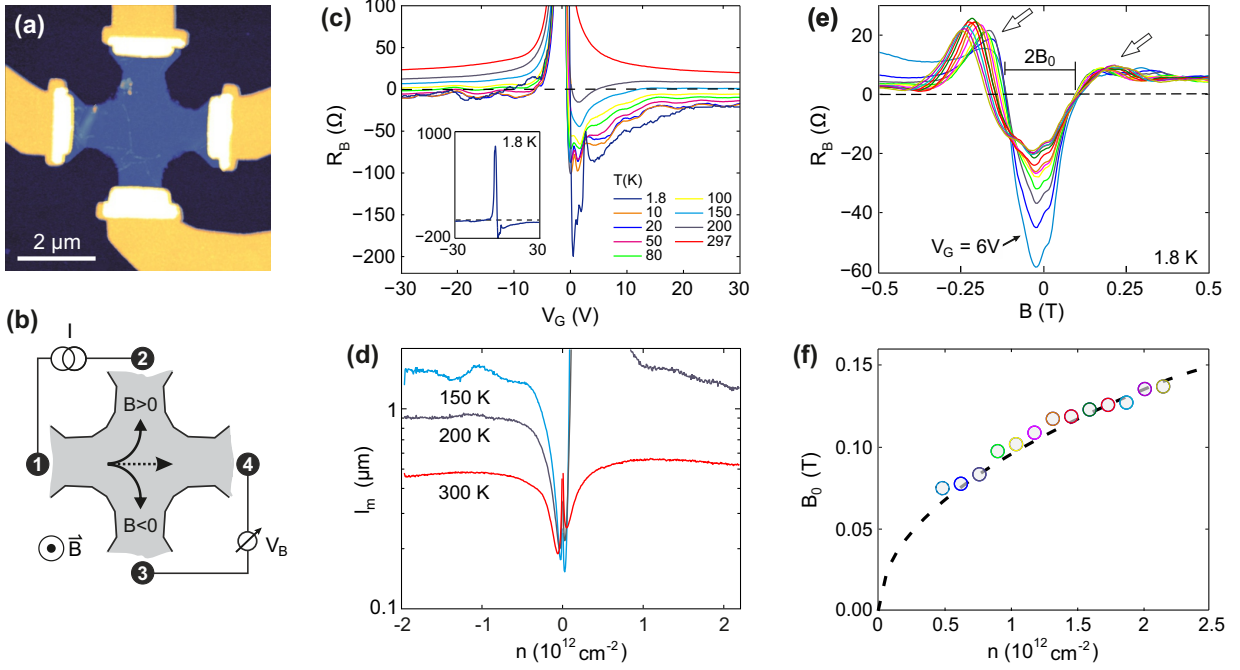 (a)
2 µm
(b)
I
2
B>0
1
4
B<0
B
V_B
3
(c)
R_B (Ω)
100
50
0
−50
−100
−150
−200
1000
1.8 K
−200
−30
30
T(K)
1.8
10
20
50
80
100
150
200
297
−30
−20
−10
0
10
20
30
V_G (V)
(d)
l_m (µm)
1
0.1
150 K
200 K
300 K
-2
-1
0
1
2
n (10^12 cm^-2)
(e)
R_B (Ω)
20
0
−20
−40
−60
2B_0
V_G = 6V
1.8 K
−0.5
−0.25
0
0.25
0.5
B (T)
(f)
B_0 (T)
0.15
0.10
0.05
0.00
0
0.5
1
1.5
2
2.5
n (10^12 cm^-2)